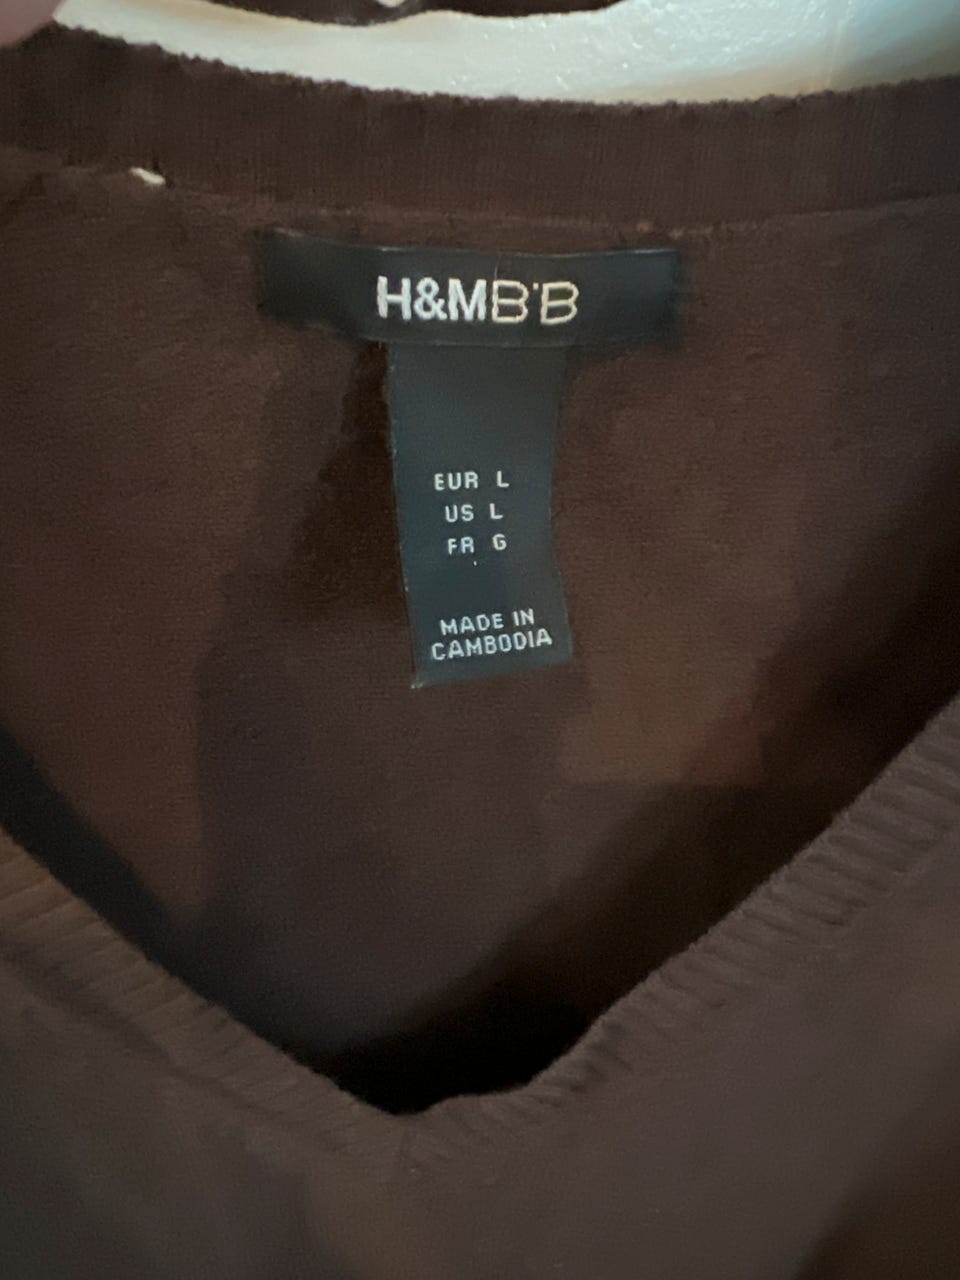 H&MB'B
EUR L
US L
FR G
MADE IN
CAMBODIA